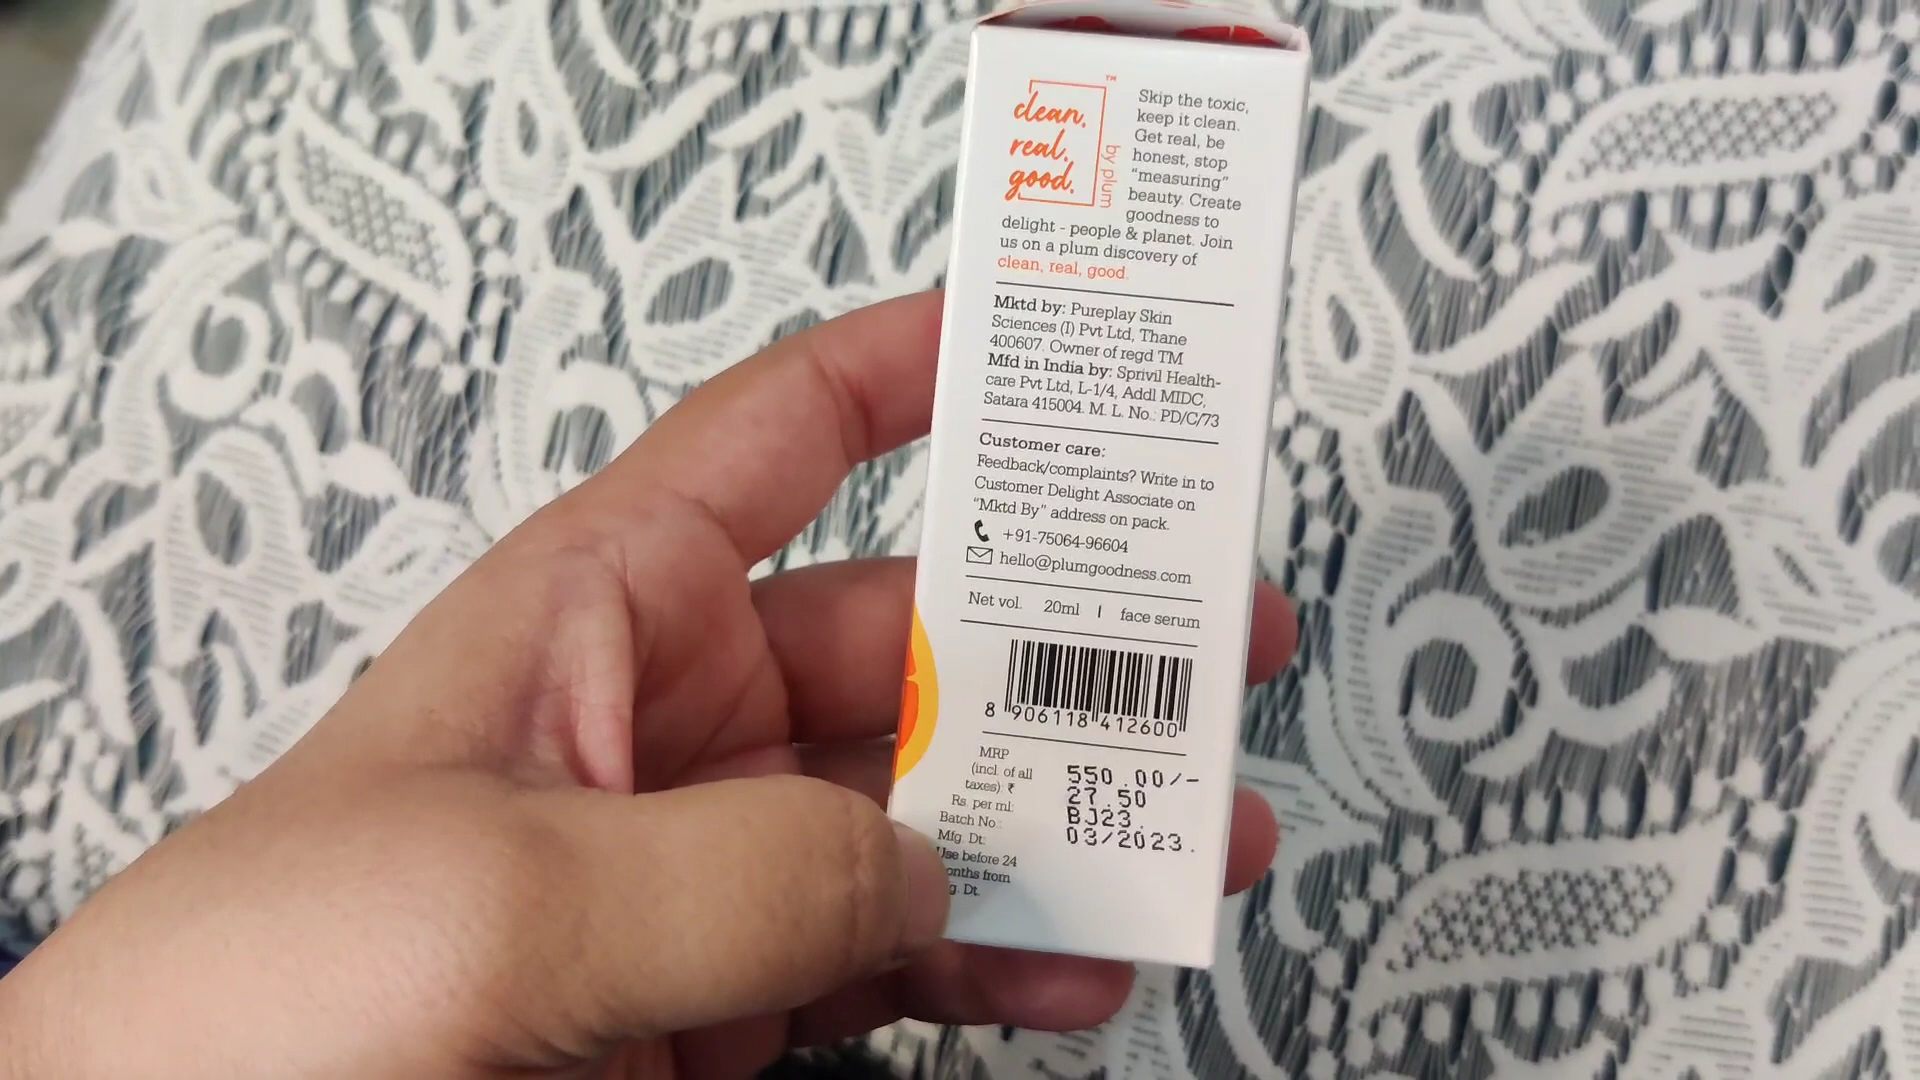 clean.
real.
good.
by plum
TM
Skip the toxic,
keep it clean.
Get real, be
honest, stop
"measuring"
beauty. Create
goodness to
delight - people & planet. Join
us on a plum discovery of
clean, real, good.
Mktd by: Pureplay Skin
Sciences (I) Pvt Ltd, Thane
400607. Owner of regd TM
Mfd in India by: Sprivil Health-
care Pvt Ltd, L-1/4, Addl MIDC,
Satara 415004. M. L. No.: PD/C/73
Customer care:
Feedback/complaints? Write in to
Customer Delight Associate on
"Mktd By" address on pack.
+91-75064-96604
hello@plumgoodness.com
Net vol. 20ml | face serum
8 906118 412600
MRP
(incl. of all
taxes): ₹ 550.00/-
Rs. per ml: 27.50
Batch No.: BJ23.
Mfg. Dt: 03/2023.
Use before 24
onths from
g. Dt.